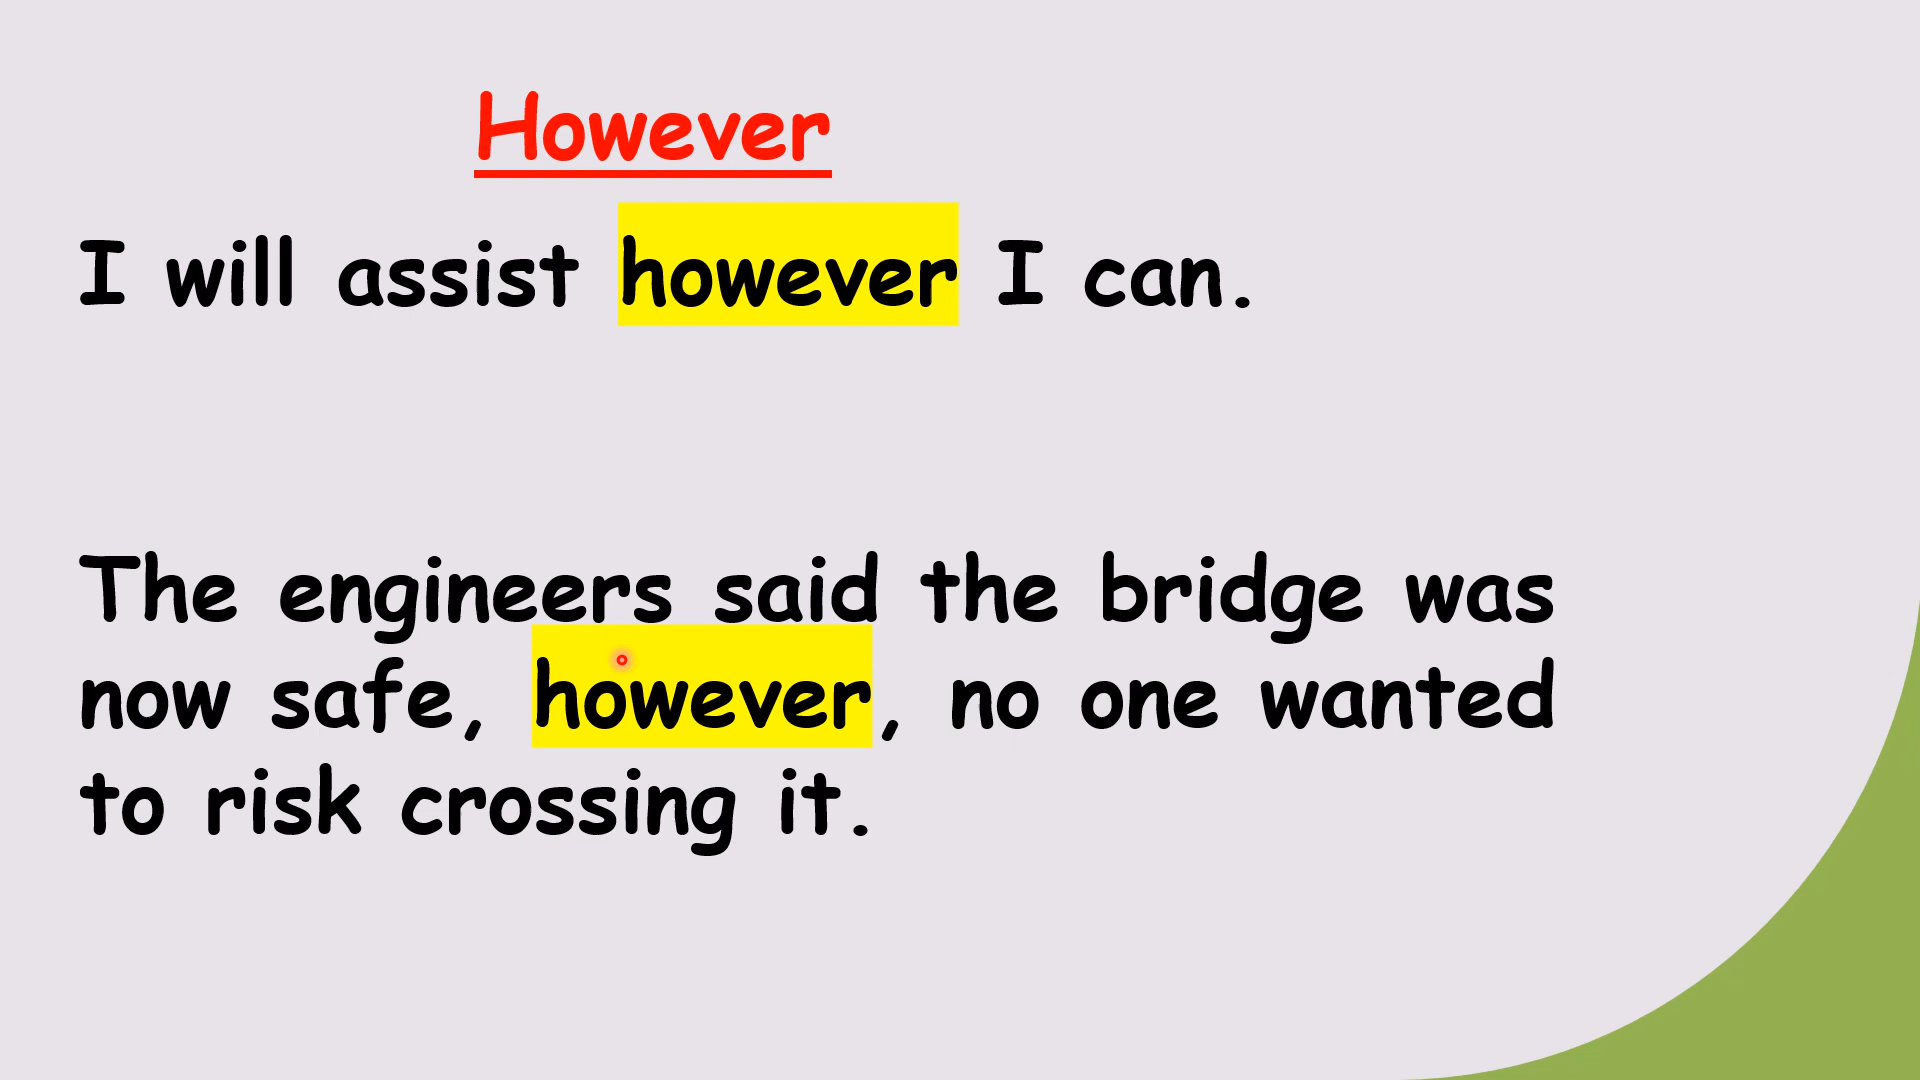 However
I will assist however I can.
The engineers said the bridge was
now safe, however, no one wanted
to risk crossing it.